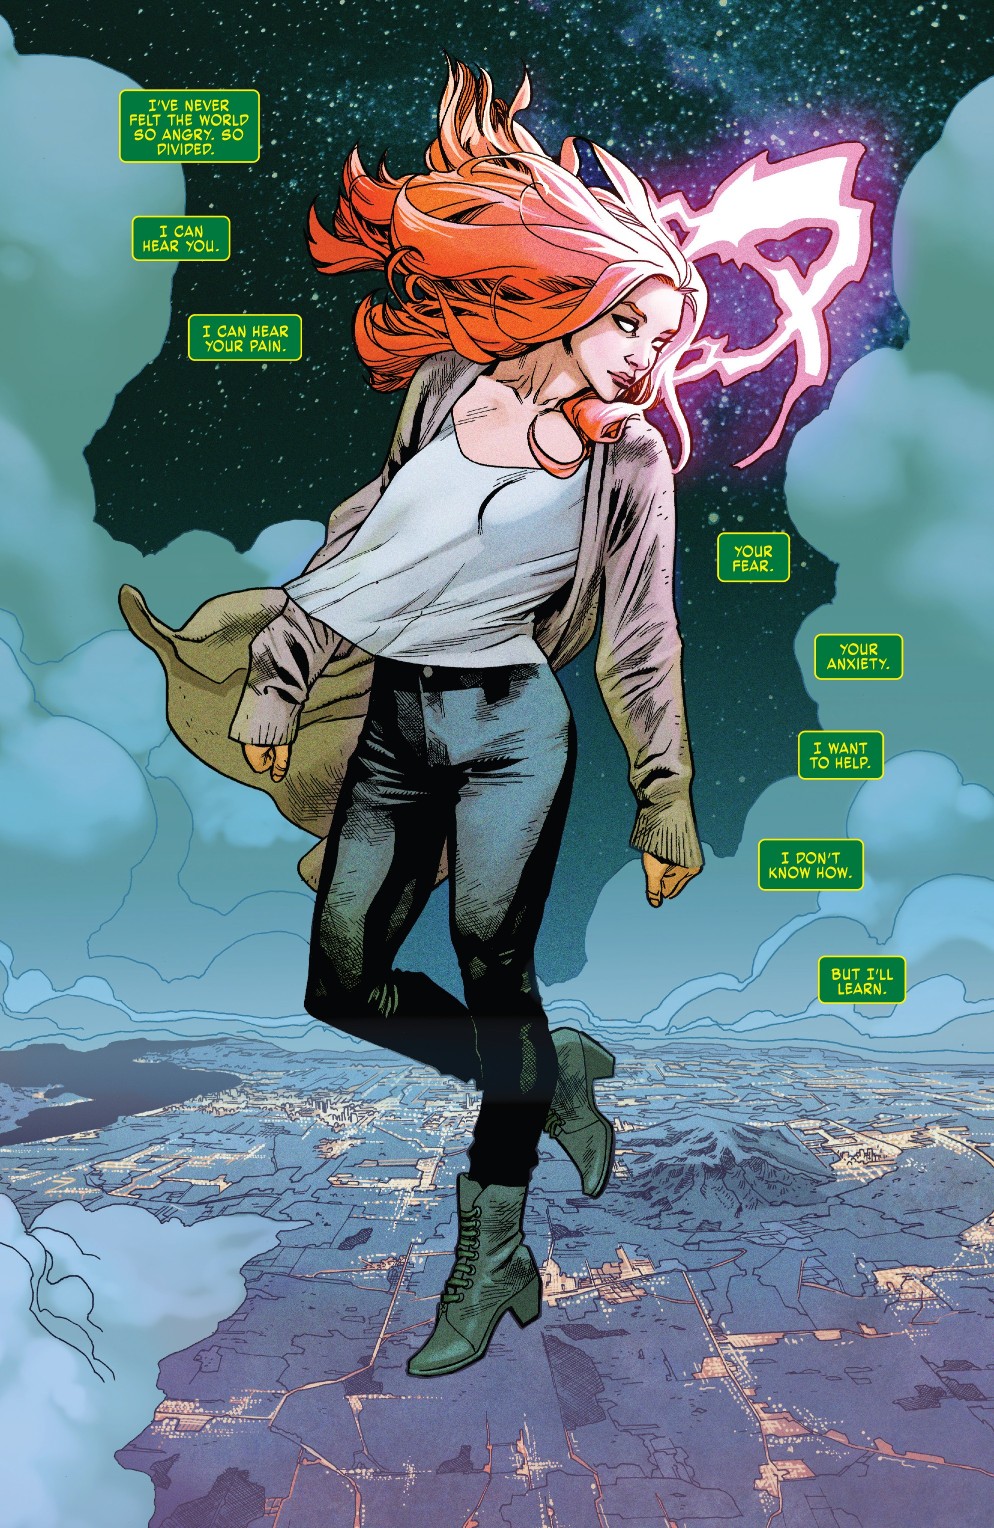 I'VE NEVER
FELT THE WORLD
SO ANGRY. SO
DIVIDED.
I CAN
HEAR YOU.
I CAN HEAR
YOUR PAIN.
YOUR
FEAR.
YOUR
ANXIETY.
I WANT
TO HELP.
I DON'T
KNOW HOW.
BUT I'LL
LEARN.